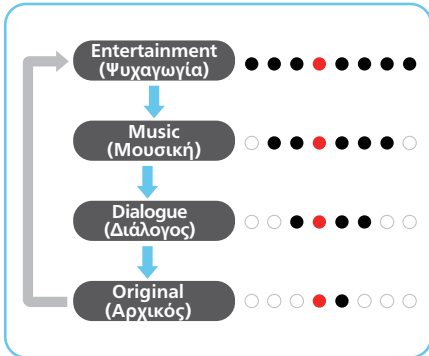 Entertainment
(Ψυχαγωγία)
Music
(Μουσική)
Dialogue
(Διάλογος)
Original
(Αρχικός)